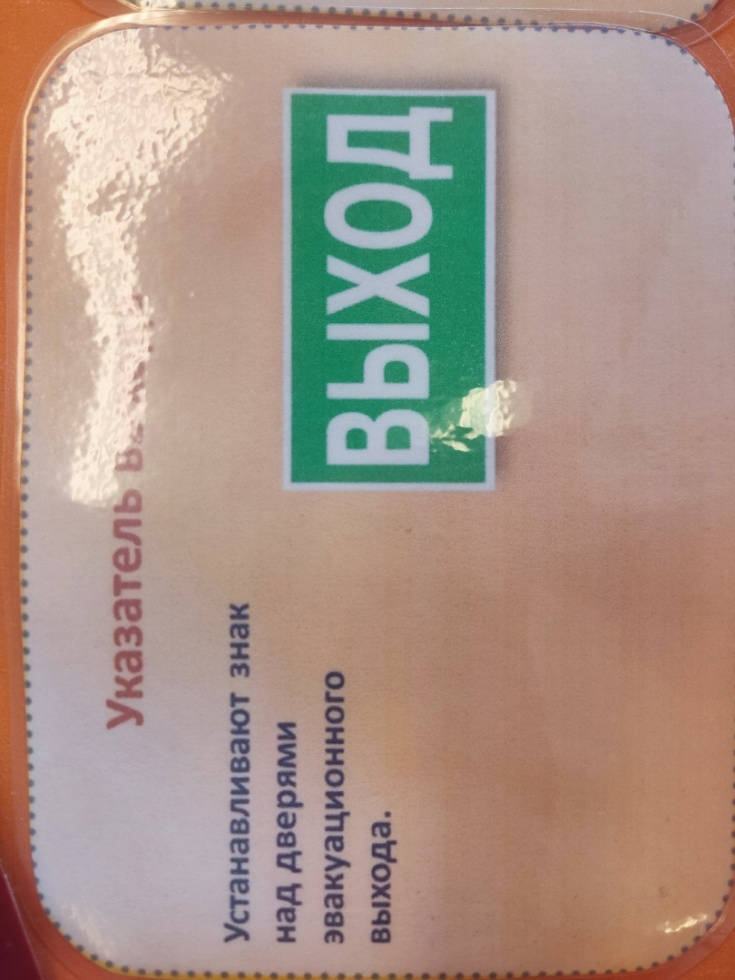 Указатель
ВЫХОД
Устанавливают знак
над дверями
эвакуационного
выхода.